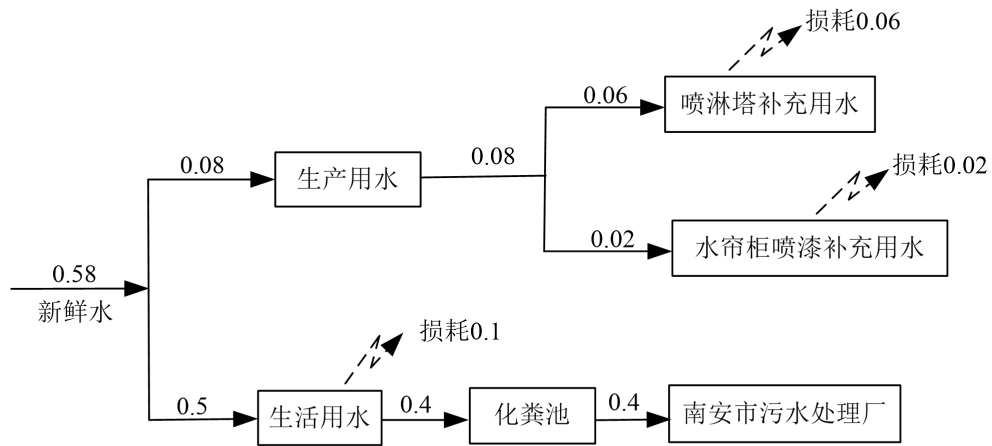 损耗0.06
0.06
喷淋塔补充用水
0.08
生产用水
0.08
损耗0.02
0.02
水帘柜喷漆补充用水
0.58
新鲜水
损耗0.1
0.5
生活用水
0.4
化粪池
0.4
南安市污水处理厂